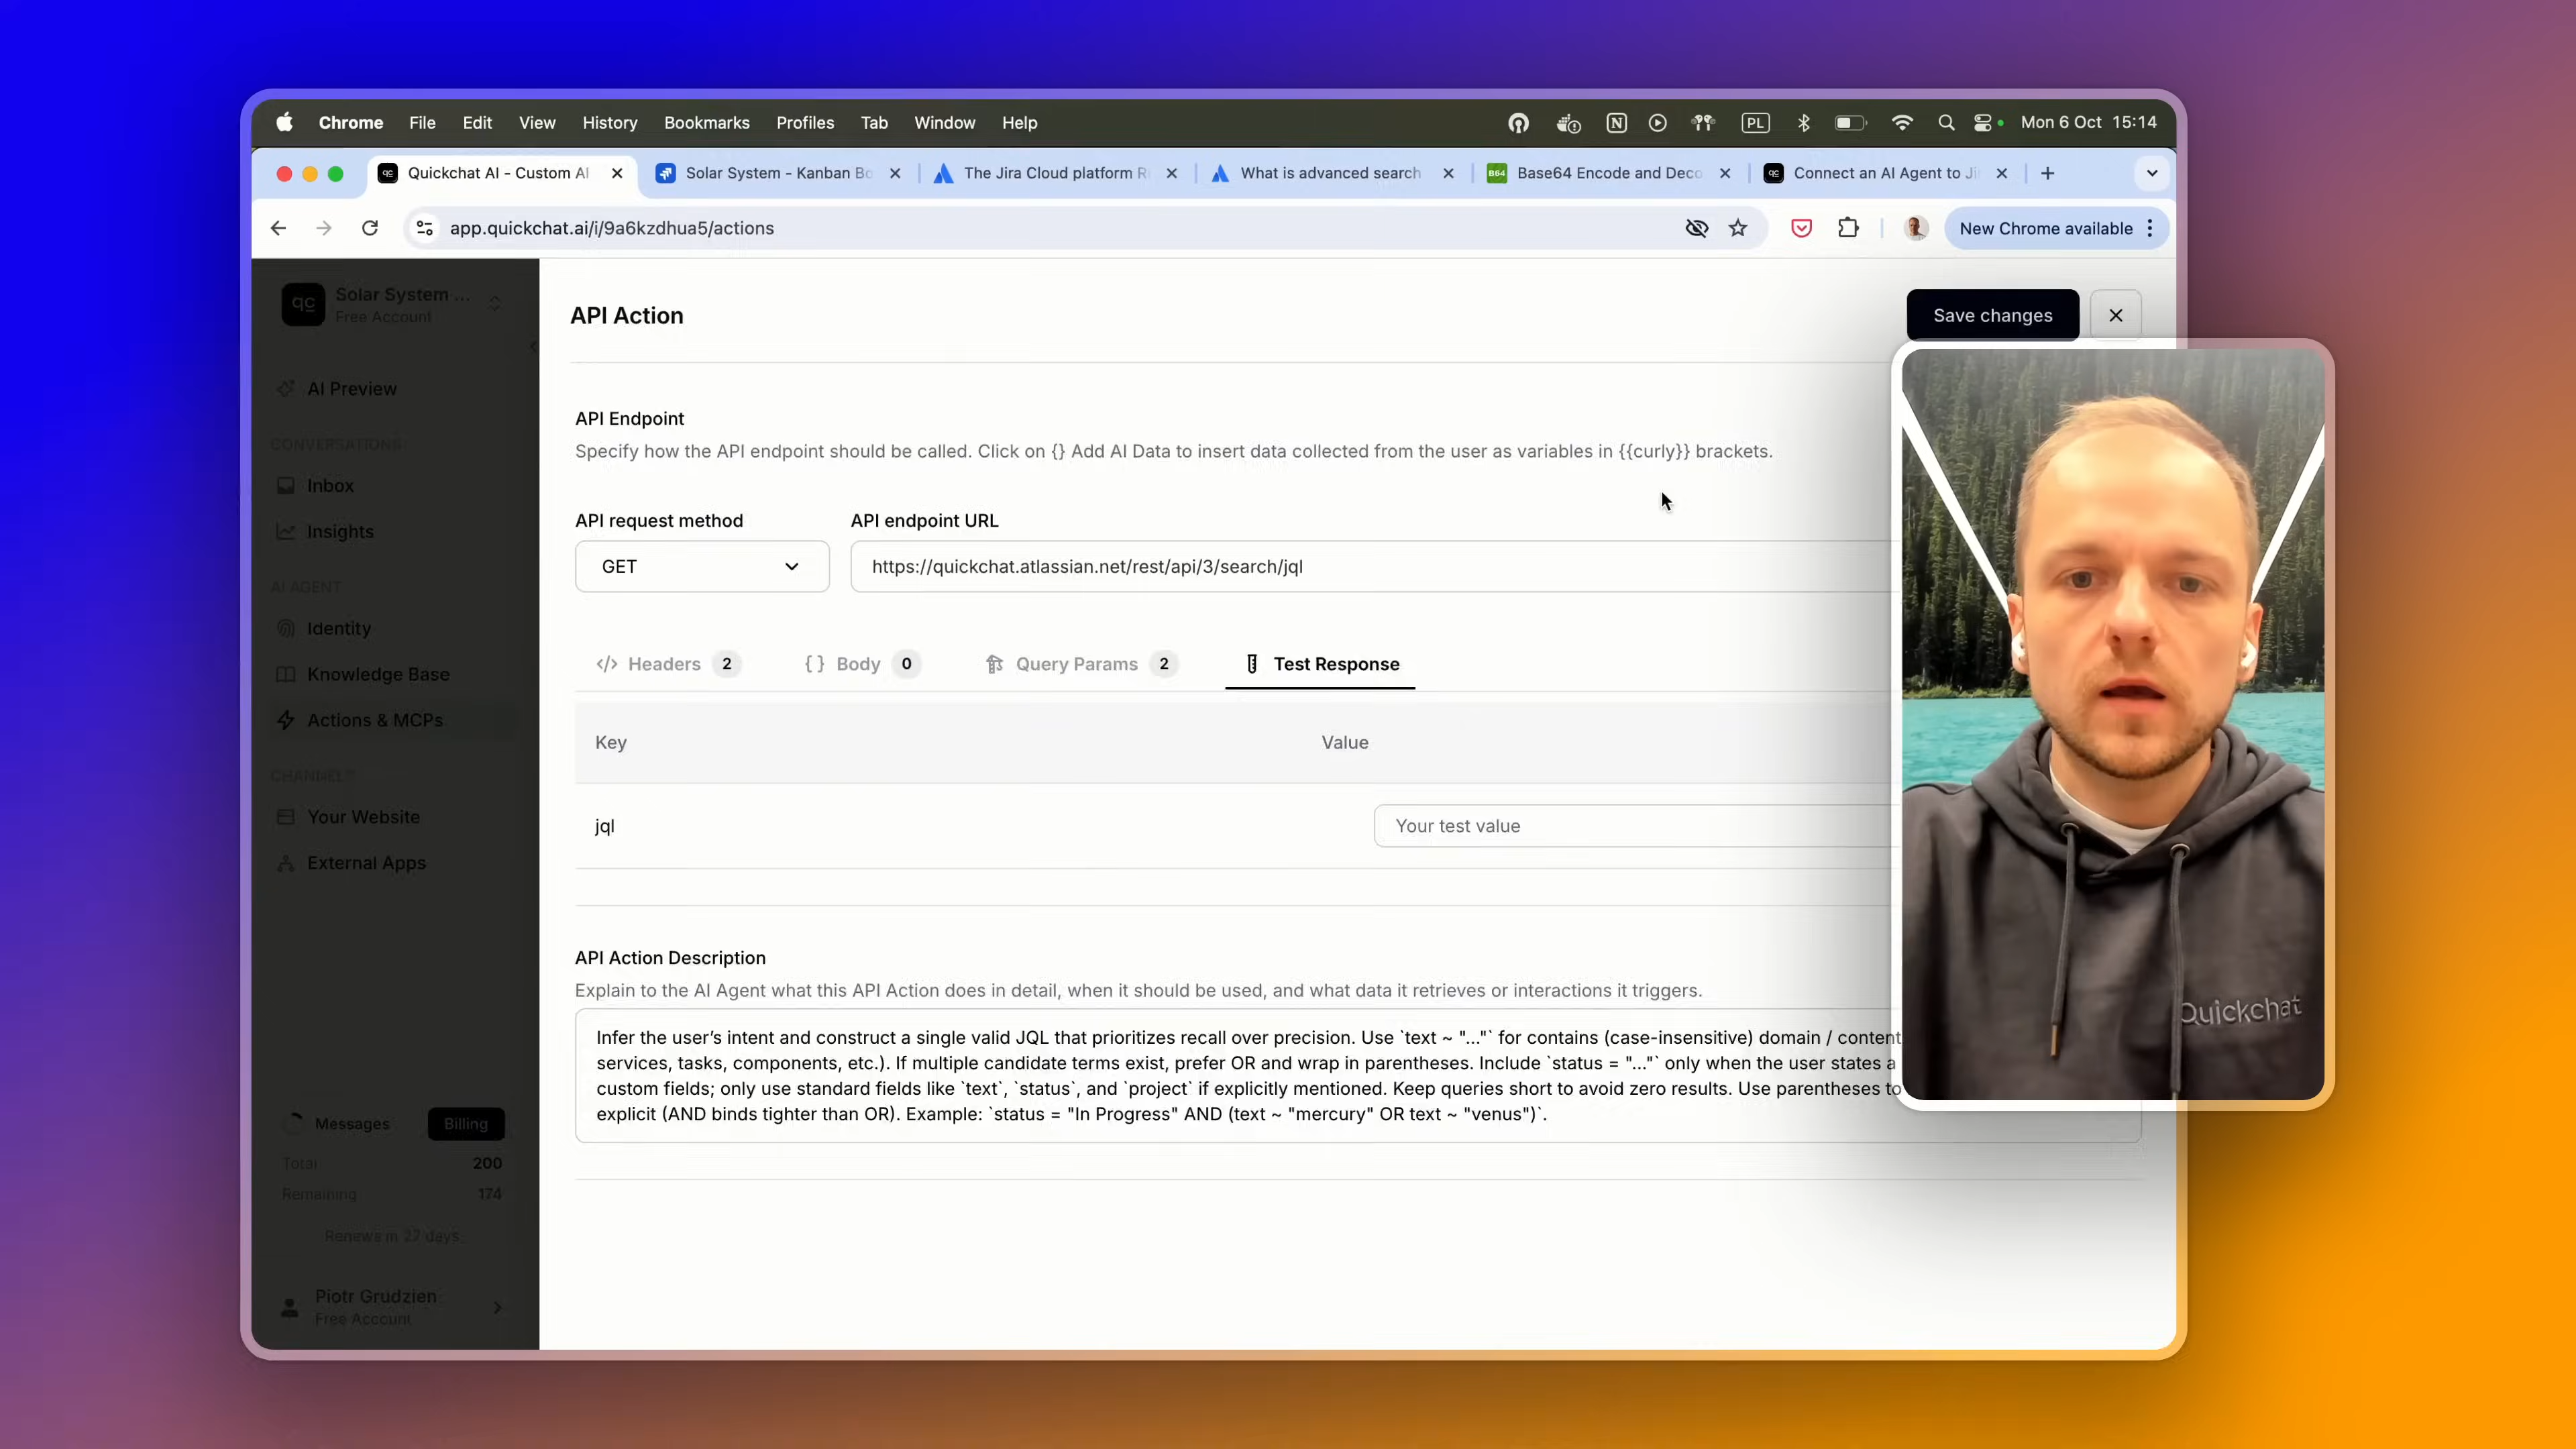 Chrome File Edit View History Bookmarks Profiles Tab Window Help PL Mon 6 Oct 15:14
Quickchat AI - Custom AI Solar System - Kanban Bo The Jira Cloud platform R What is advanced search B64 Base64 Encode and Deco Connect an AI Agent to Ji
app.quickchat.ai/i/9a6kzdhua5/actions New Chrome available
qc Solar System ...
Free Account
API Action
Save changes
AI Preview
CONVERSATIONS
Inbox
Insights
AI AGENT
Identity
Knowledge Base
Actions & MCPs
CHANNELS
Your Website
External Apps
Messages Billing
Total 200
Remaining 174
Renews in 27 days
Piotr Grudzien
Free Account
API Endpoint
Specify how the API endpoint should be called. Click on {} Add AI Data to insert data collected from the user as variables in {{curly}} brackets.
API request method API endpoint URL
GET https://quickchat.atlassian.net/rest/api/3/search/jql
Headers 2 Body 0 Query Params 2 Test Response
Key Value
jql Your test value
API Action Description
Explain to the AI Agent what this API Action does in detail, when it should be used, and what data it retrieves or interactions it triggers.
Infer the user’s intent and construct a single valid JQL that prioritizes recall over precision. Use `text ~ "..."` for contains (case-insensitive) domain / content
services, tasks, components, etc.). If multiple candidate terms exist, prefer OR and wrap in parentheses. Include `status = "..."` only when the user states a
custom fields; only use standard fields like `text`, `status`, and `project` if explicitly mentioned. Keep queries short to avoid zero results. Use parentheses to
explicit (AND binds tighter than OR). Example: `status = "In Progress" AND (text ~ "mercury" OR text ~ "venus")`.
Quickchat